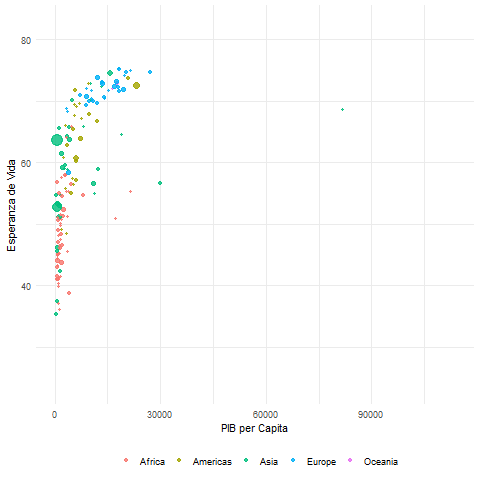 80
60
40
Esperanza de Vida
0 30000 60000 90000
PIB per Capita
Africa Americas Asia Europe Oceania